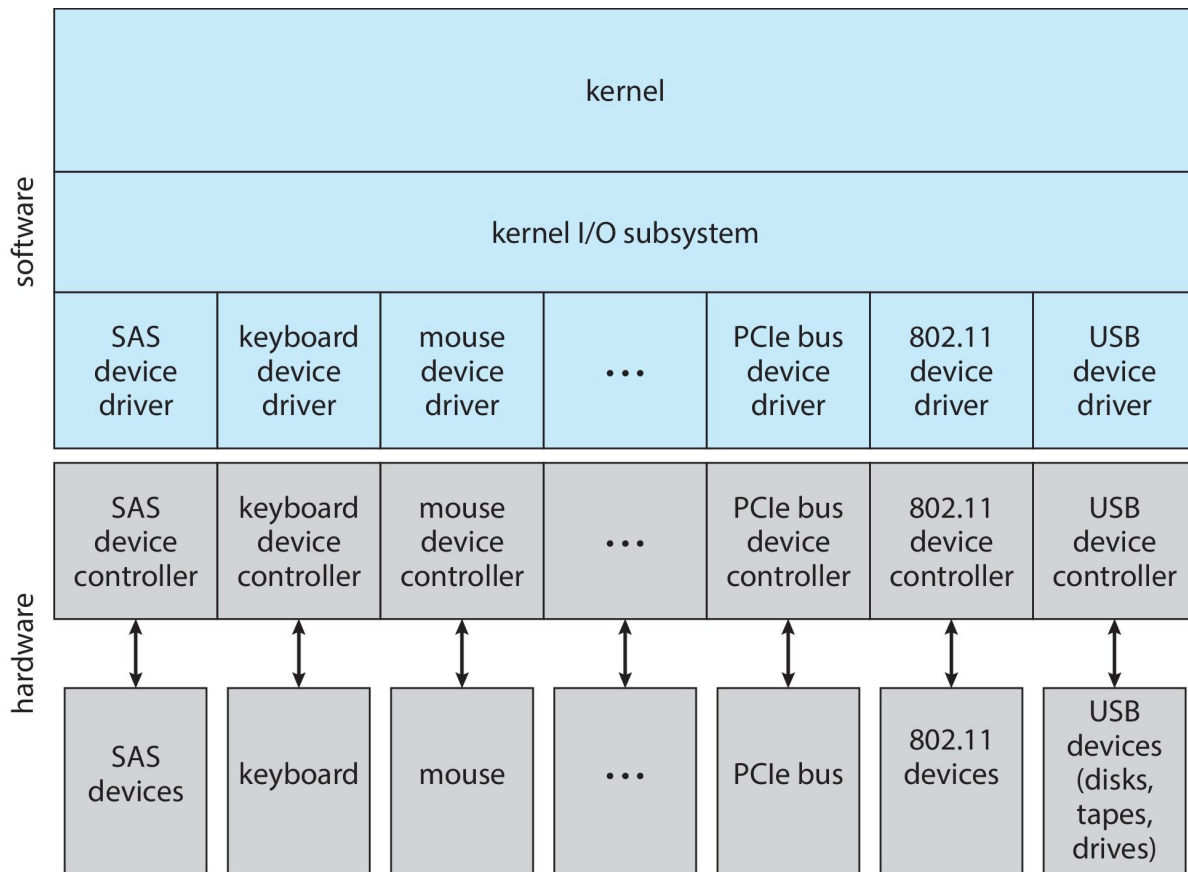 kernel
software
kernel I/O subsystem
SAS
device
driver
keyboard
device
driver
mouse
device
driver
...
PCIe bus
device
driver
802.11
device
driver
USB
device
driver
hardware
SAS
device
controller
keyboard
device
controller
mouse
device
controller
...
PCIe bus
device
controller
802.11
device
controller
USB
device
controller
SAS
devices
keyboard
mouse
...
PCIe bus
802.11
devices
USB
devices
(disks,
tapes,
drives)